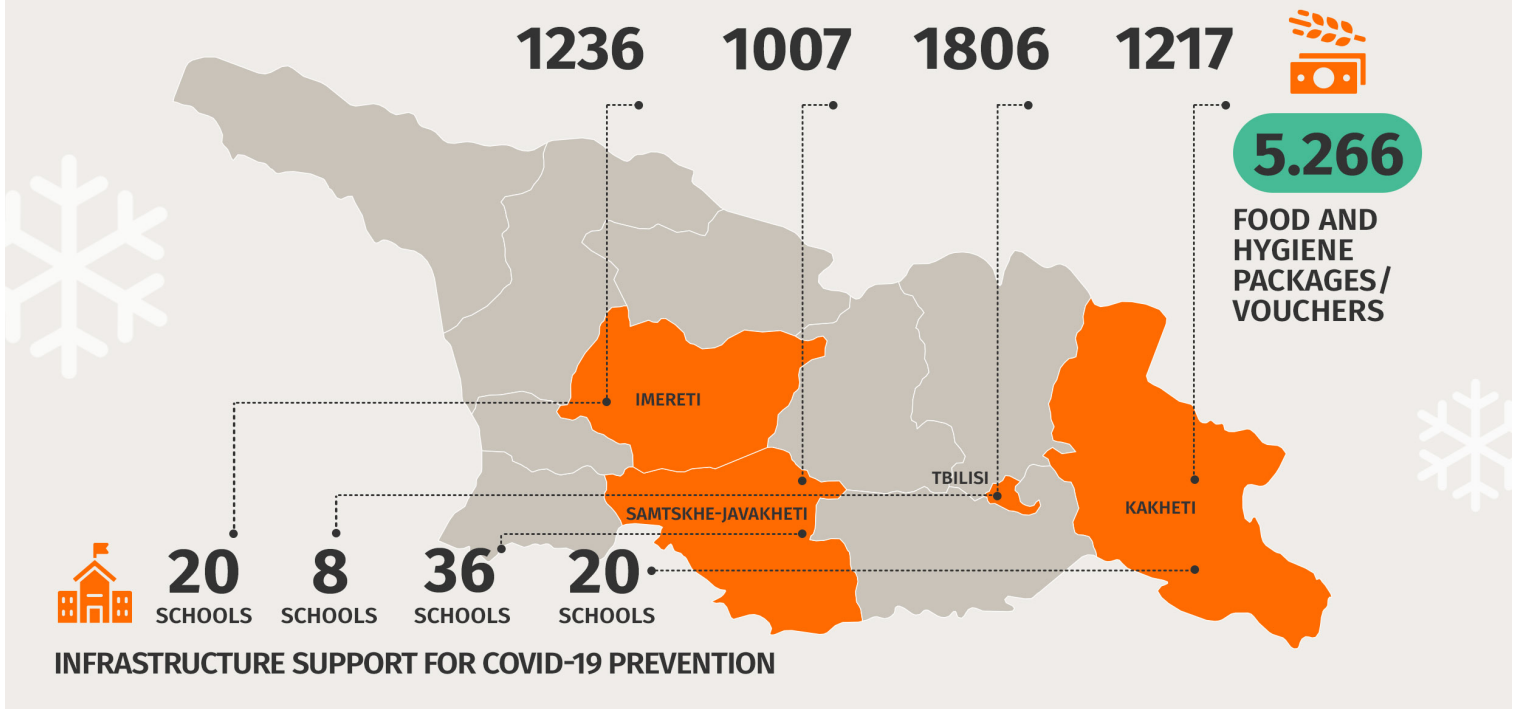 1236 1007 1806 1217
5.266
FOOD AND
HYGIENE
PACKAGES/
VOUCHERS
IMERETI
TBILISI
SAMTSKHE-JAVAKHETI
KAKHETI
20 8 36 20
SCHOOLS SCHOOLS SCHOOLS SCHOOLS
INFRASTRUCTURE SUPPORT FOR COVID-19 PREVENTION